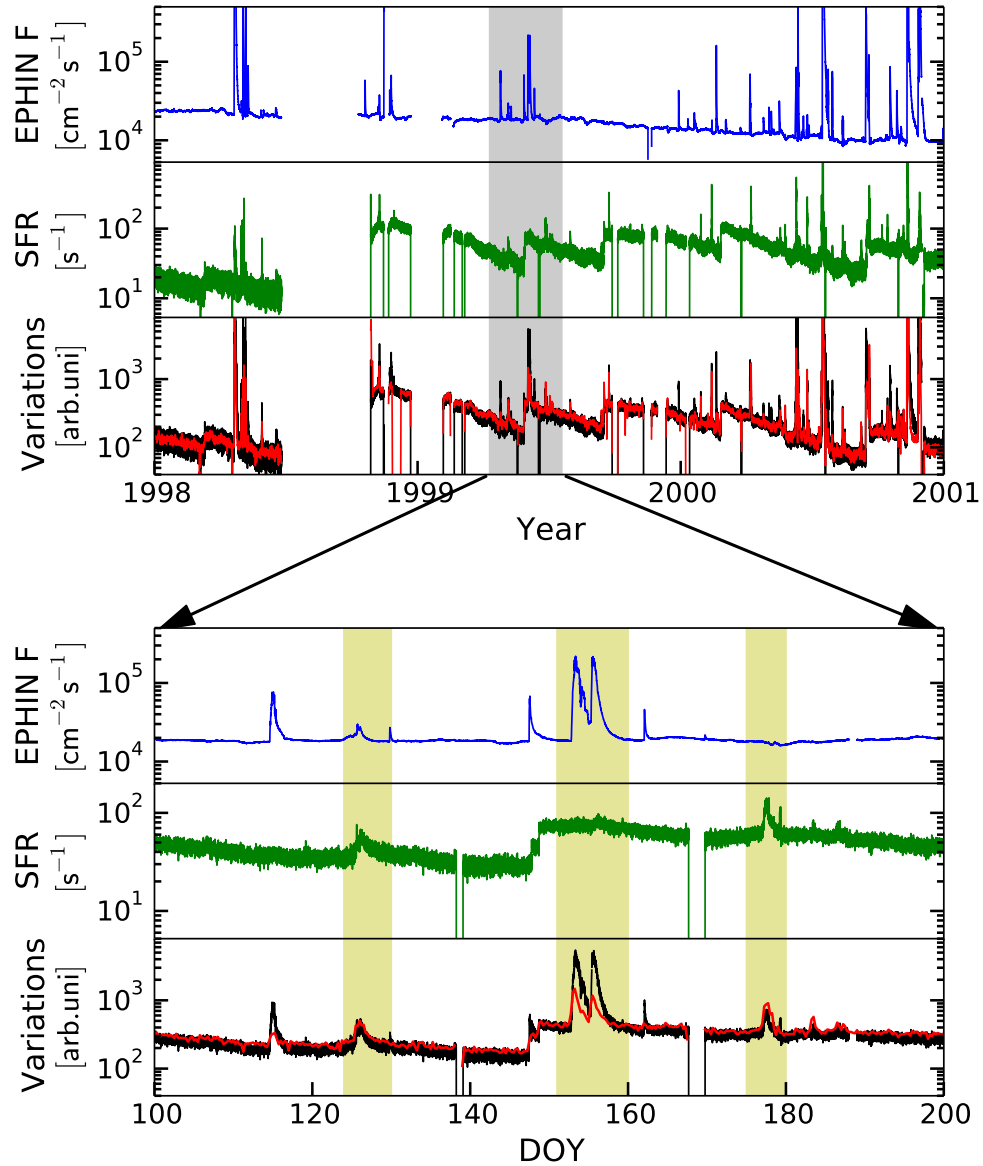 EPHIN F
[cm⁻² s⁻¹]
10⁵
10⁴
SFR
[s⁻¹]
10²
10¹
Variations
[arb.uni]
10³
10²
1998
1999
2000
2001
Year
EPHIN F
[cm⁻² s⁻¹]
10⁵
10⁴
SFR
[s⁻¹]
10²
10¹
Variations
[arb.uni]
10³
10²
100
120
140
160
180
200
DOY